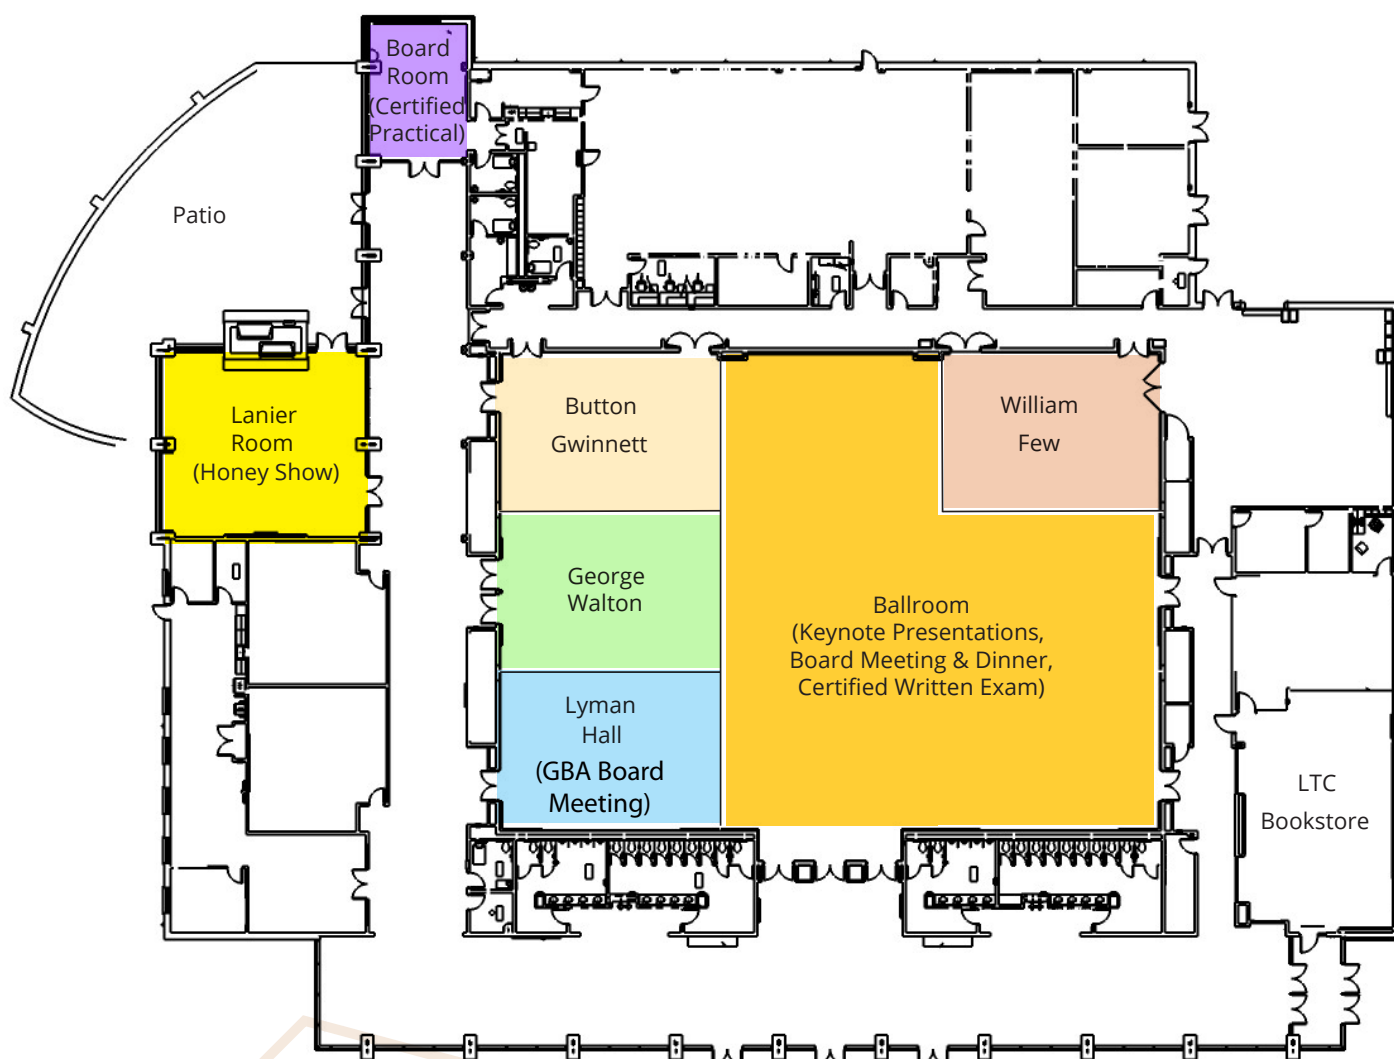 Board
Room
(Certified
Practical)
Patio
Lanier
Room
(Honey Show)
Button
Gwinnett
William
Few
George
Walton
Ballroom
(Keynote Presentations,
Board Meeting & Dinner,
Certified Written Exam)
Lyman
Hall
(GBA Board
Meeting)
LTC
Bookstore